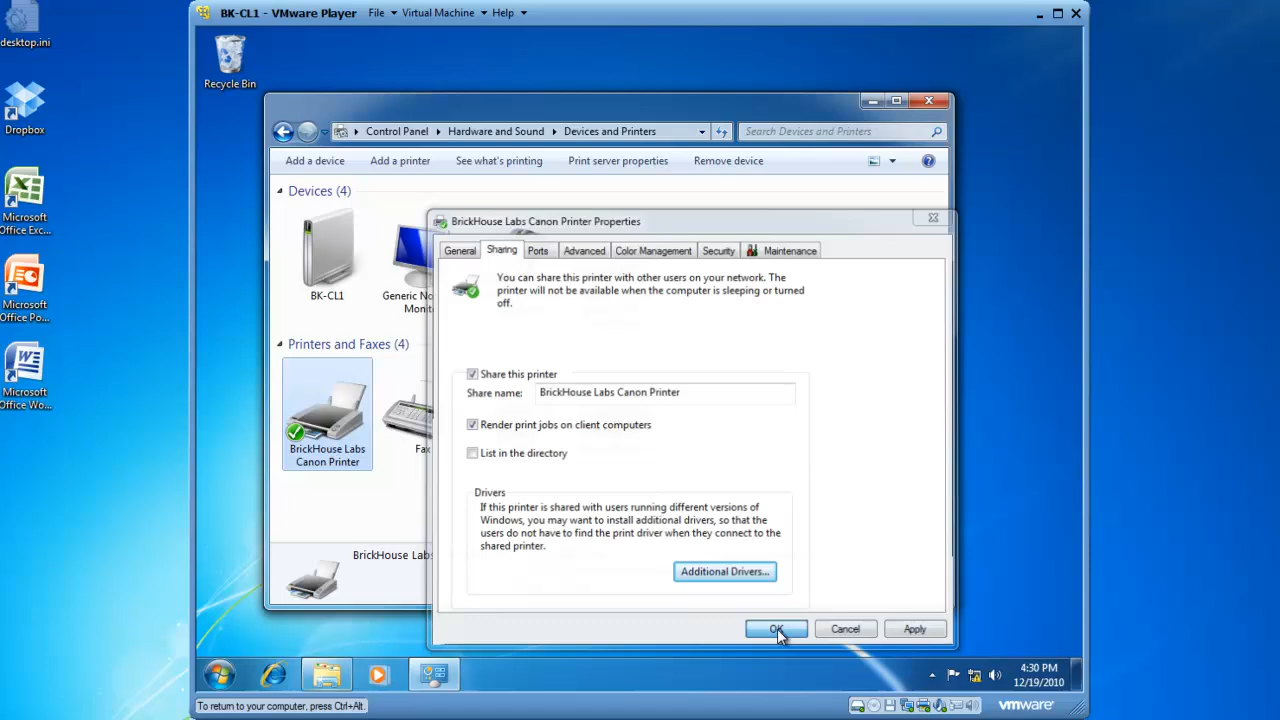 BK-CL1 - VMware Player File Virtual Machine Help
desktop.ini
Dropbox
Microsoft
Office Exc...
Microsoft
Office Po...
Microsoft
Office Wo...
Recycle Bin
Control Panel Hardware and Sound Devices and Printers Search Devices and Printers
Add a device Add a printer See what's printing Print server properties Remove device
Devices (4)
BK-CL1
Generic No
Monit
Printers and Faxes (4)
BrickHouse Labs
Canon Printer
Fax
BrickHouse Labs
BrickHouse Labs Canon Printer Properties
General Sharing Ports Advanced Color Management Security Maintenance
You can share this printer with other users on your network. The
printer will not be available when the computer is sleeping or turned
off.
Share this printer
Share name: BrickHouse Labs Canon Printer
Render print jobs on client computers
List in the directory
Drivers
If this printer is shared with users running different versions of
Windows, you may want to install additional drivers, so that the
users do not have to find the print driver when they connect to the
shared printer.
Additional Drivers...
OK Cancel Apply
4:30 PM
12/19/2010
To return to your computer, press Ctrl+Alt.
vmware